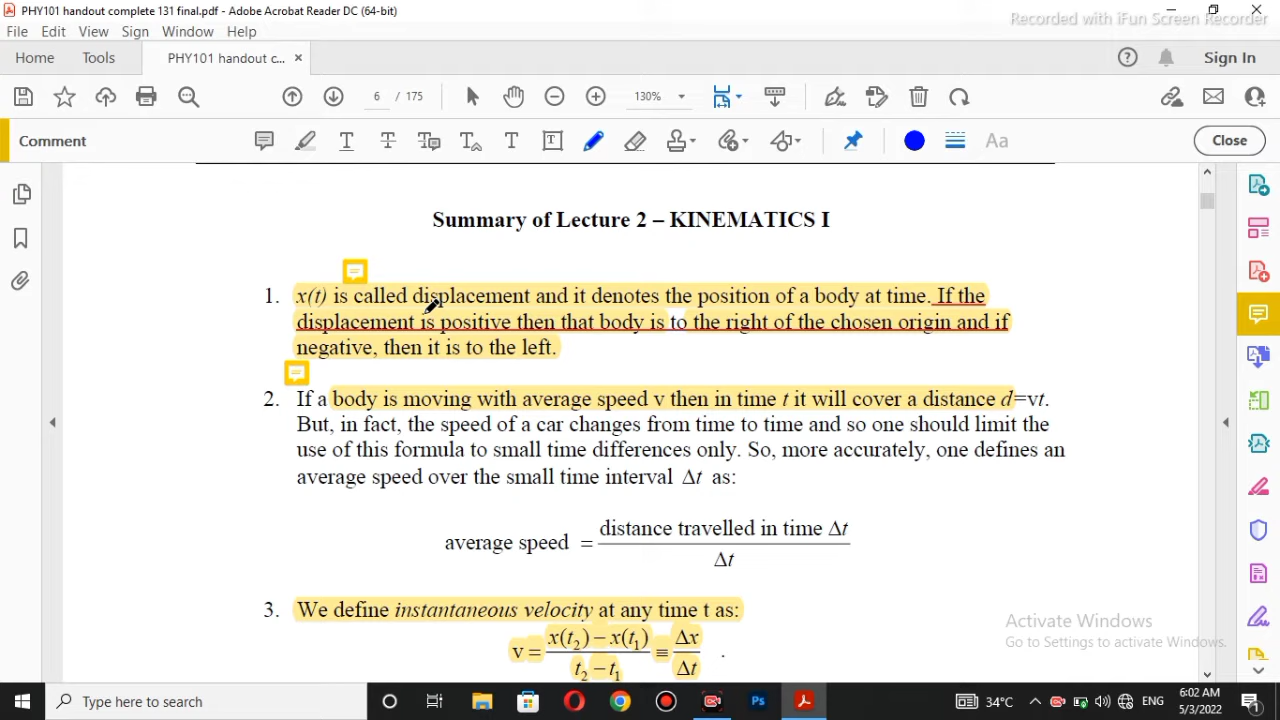 PHY101 handout complete 131 final.pdf - Adobe Acrobat Reader DC (64-bit)
Recorded with iFun Screen Recorder
File Edit View Sign Window Help
Home Tools PHY101 handout c... × Sign In
6 / 175 130%
Comment Aa Close
Summary of Lecture 2 – KINEMATICS I
1. x(t) is called displacement and it denotes the position of a body at time. If the
displacement is positive then that body is to the right of the chosen origin and if
negative, then it is to the left.
2. If a body is moving with average speed v then in time t it will cover a distance d=vt.
But, in fact, the speed of a car changes from time to time and so one should limit the
use of this formula to small time differences only. So, more accurately, one defines an
average speed over the small time interval Δt as:
average speed = distance travelled in time Δt / Δt
3. We define instantaneous velocity at any time t as:
v = x(t₂) − x(t₁) / t₂ − t₁ ≡ Δx / Δt .
Activate Windows
Go to Settings to activate Windows.
Type here to search 34°C ENG 6:02 AM
5/3/2022